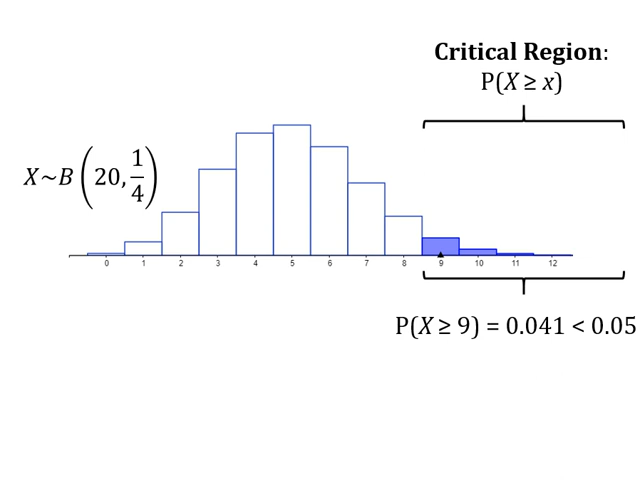 Critical Region:
P(X ≥ x)
X~B(20, 1/4)
0 1 2 3 4 5 6 7 8 9 10 11 12
P(X ≥ 9) = 0.041 < 0.05